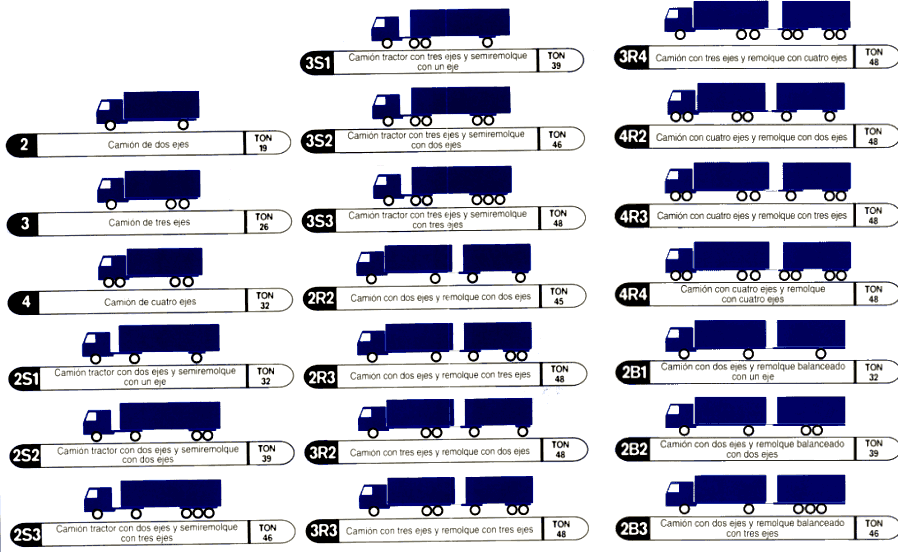 2
Camión de dos ejes
TON
19
3
Camión de tres ejes
TON
26
4
Camión de cuatro ejes
TON
32
2S1
Camión tractor con dos ejes y semiremolque
con un eje
TON
32
2S2
Camión tractor con dos ejes y semiremolque
con dos ejes
TON
39
2S3
Camión tractor con dos ejes y semiremolque
con tres ejes
TON
46
3S1
Camión tractor con tres ejes y semiremolque
con un eje
TON
39
3S2
Camión tractor con tres ejes y semiremolque
con dos ejes
TON
46
3S3
Camión tractor con tres ejes y semiremolque
con tres ejes
TON
48
2R2
Camión con dos ejes y remolque con dos ejes
TON
45
2R3
Camión con dos ejes y remolque con tres ejes
TON
48
3R2
Camión con tres ejes y remolque con dos ejes
TON
48
3R3
Camión con tres ejes y remolque con tres ejes
TON
48
3R4
Camión con tres ejes y remolque con cuatro ejes
TON
48
4R2
Camión con cuatro ejes y remolque con dos ejes
TON
48
4R3
Camión con cuatro ejes y remolque con tres ejes
TON
48
4R4
Camión con cuatro ejes y remolque
con cuatro ejes
TON
48
2B1
Camión con dos ejes y remolque balanceado
con un eje
TON
32
2B2
Camión con dos ejes y remolque balanceado
con dos ejes
TON
39
2B3
Camión con dos ejes y remolque balanceado
con tres ejes
TON
46